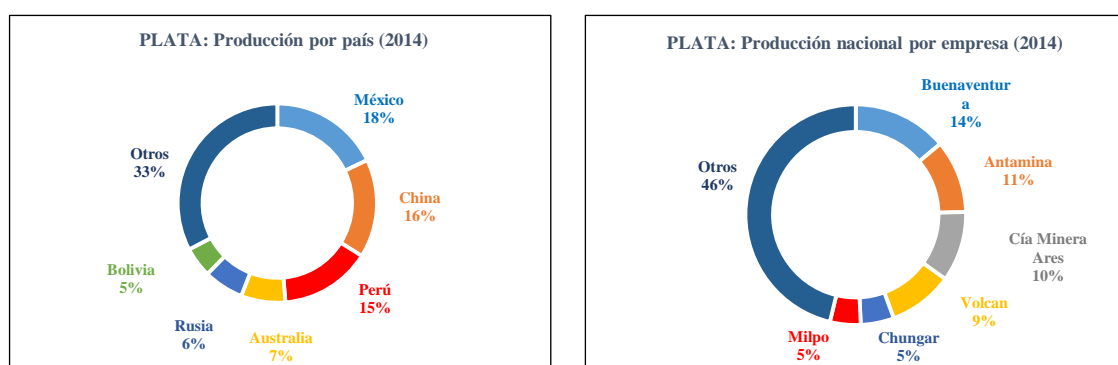 PLATA: Producción por país (2014)
México
18%
China
16%
Perú
15%
Australia
7%
Rusia
6%
Bolivia
5%
Otros
33%
PLATA: Producción nacional por empresa (2014)
Buenaventur
a
14%
Antamina
11%
Cía Minera
Ares
10%
Volcan
9%
Chungar
5%
Milpo
5%
Otros
46%